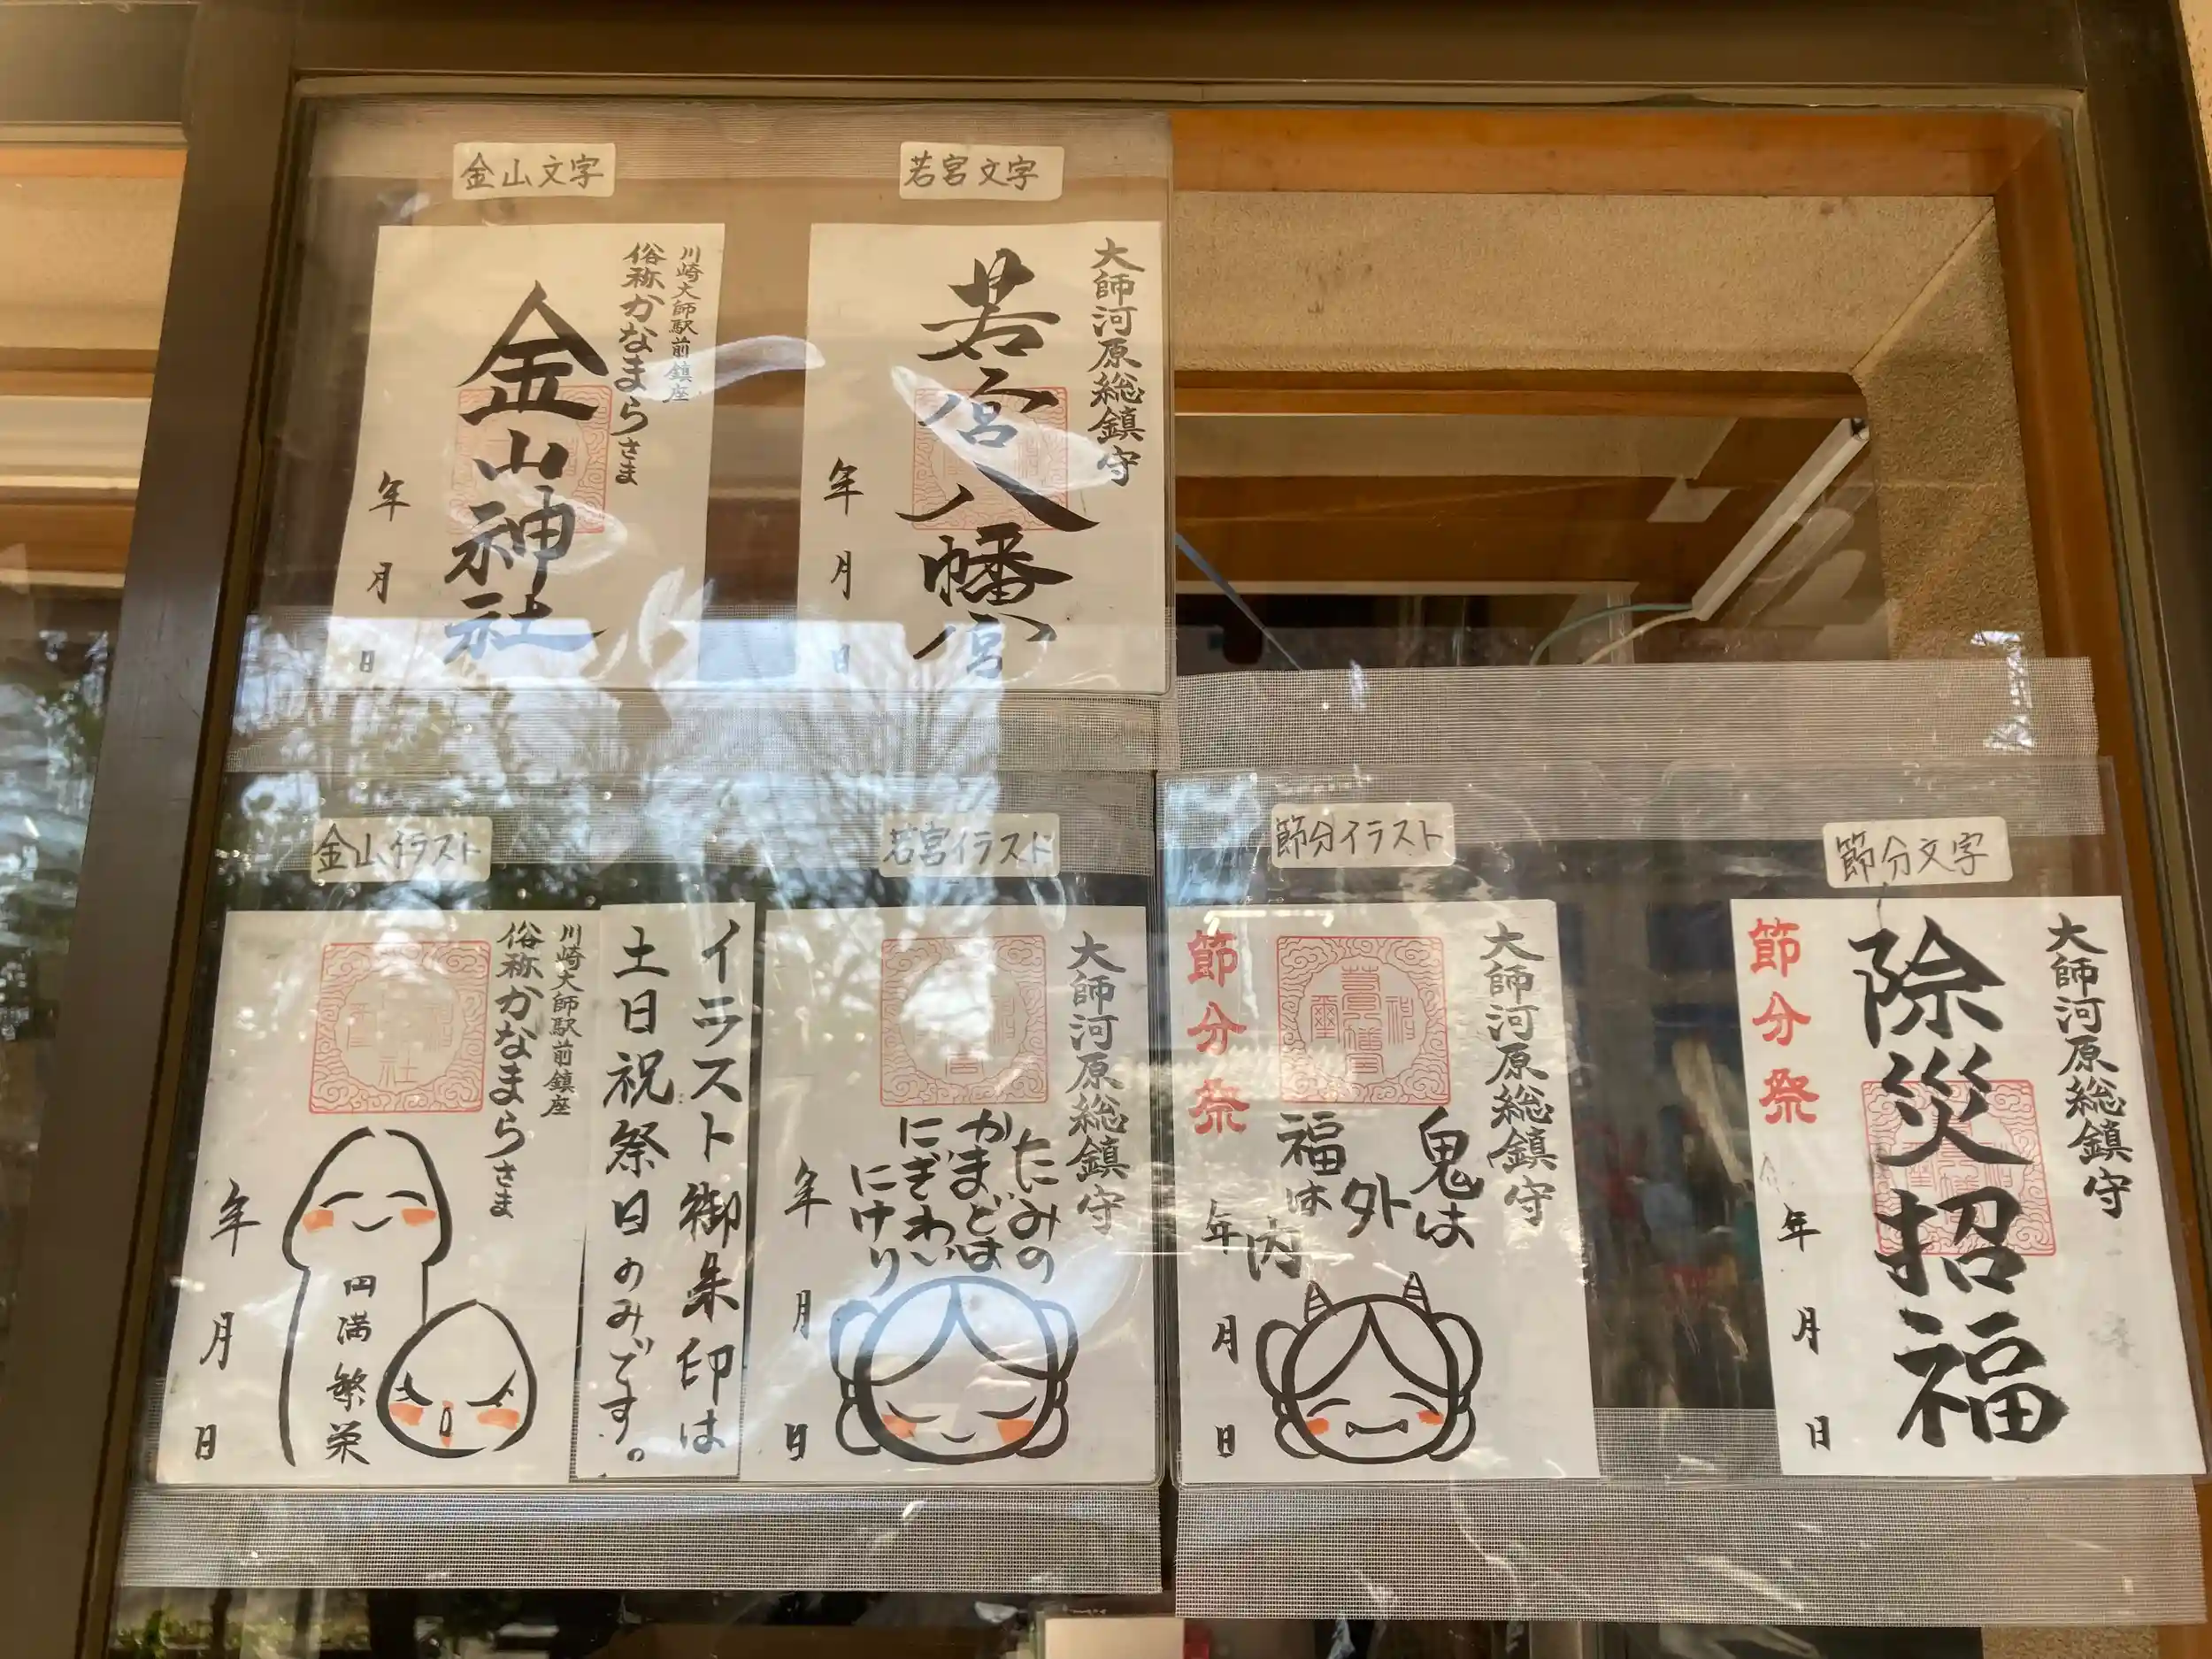 金山文字
川崎大師駅前鎮座
俗称かなまらさま
金山神社
年
月
日
若宮文字
大師河原総鎮守
若宮八幡宮
年
月
日
金山イラスト
川崎大師駅前鎮座
俗称かなまらさま
円満繁栄
年
月
日
イラスト御朱印は
土日祝祭日のみです。
若宮イラスト
大師河原総鎮守
たみの
かまどは
にぎわい
にけり
年
月
日
節分イラスト
大師河原総鎮守
鬼は
外
福は
内
節分祭
年
月
日
節分文字
大師河原総鎮守
除災招福
節分祭
年
月
日